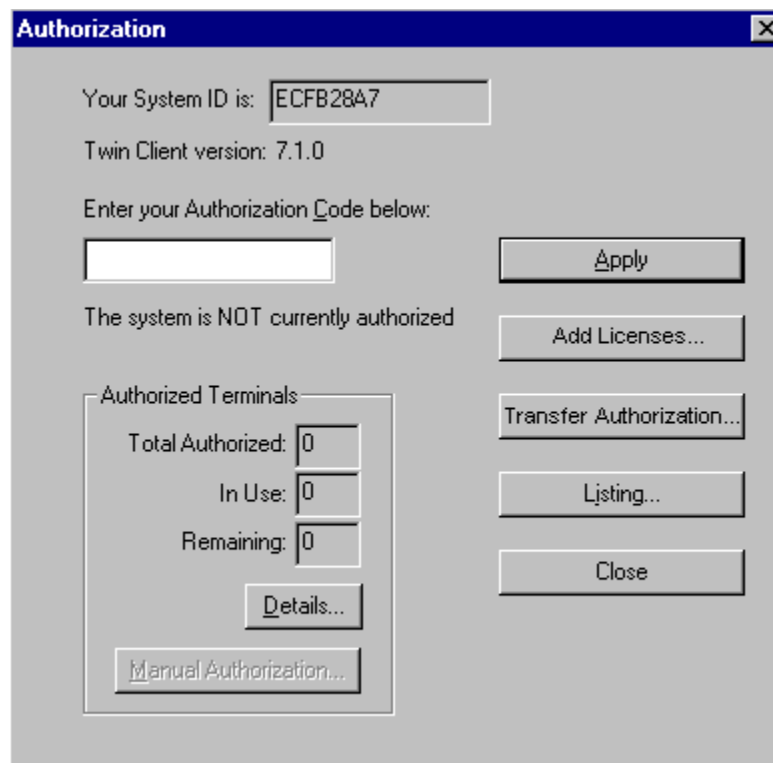 Authorization
Your System ID is: ECFB28A7
Twin Client version: 7.1.0
Enter your Authorization Code below:
Apply
The system is NOT currently authorized
Add Licenses...
Authorized Terminals
Transfer Authorization...
Total Authorized: 0
In Use: 0
Listing...
Remaining: 0
Close
Details...
Manual Authorization...